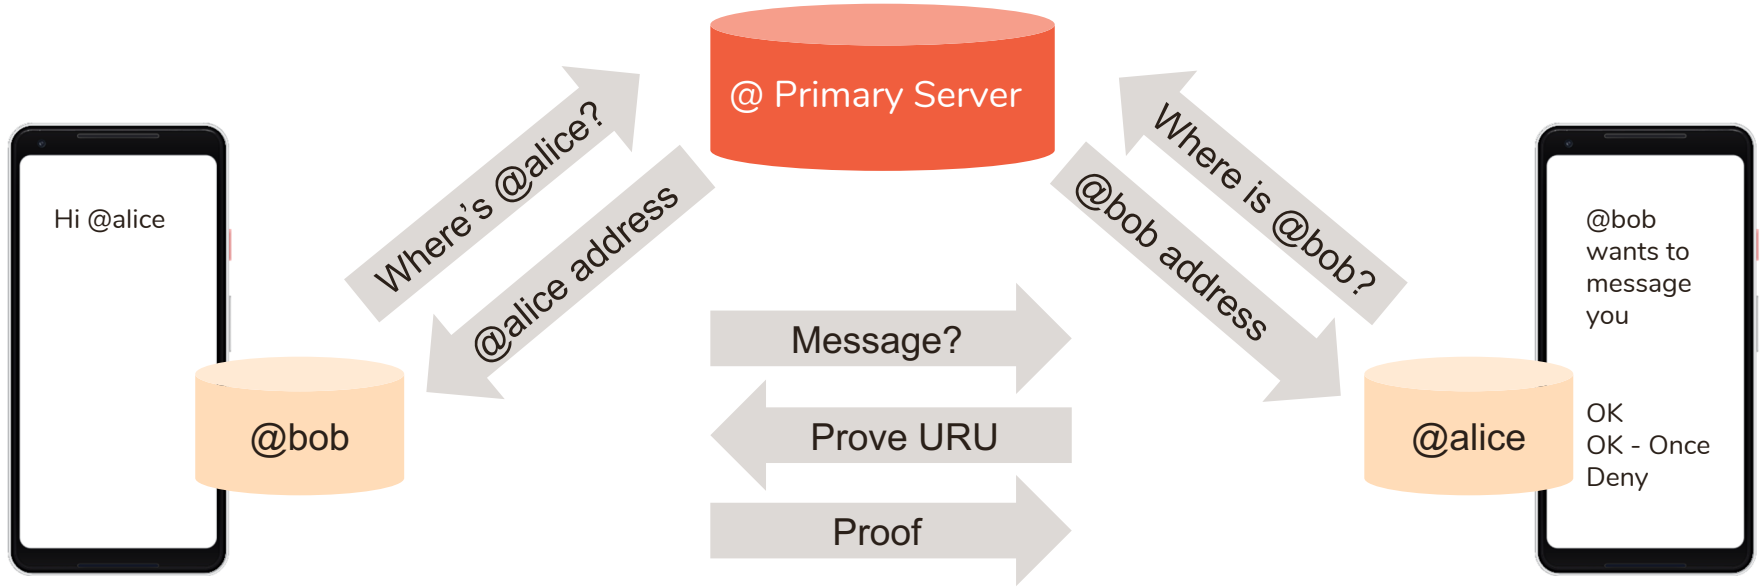 @ Primary Server
Hi @alice
Where's @alice?
@alice address
Where is @bob?
@bob address
@bob
wants to
message
you
Message?
Prove URU
Proof
@bob
@alice
OK
OK - Once
Deny